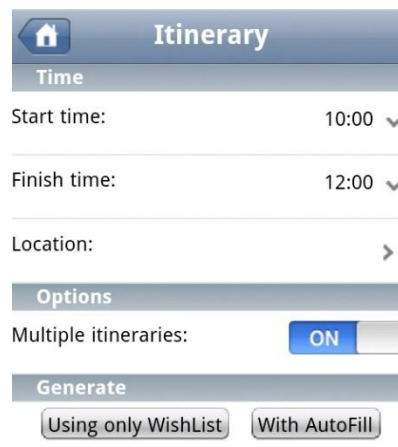 Itinerary
Time
Start time: 10:00
Finish time: 12:00
Location:
Options
Multiple itineraries: ON
Generate
Using only WishList With AutoFill